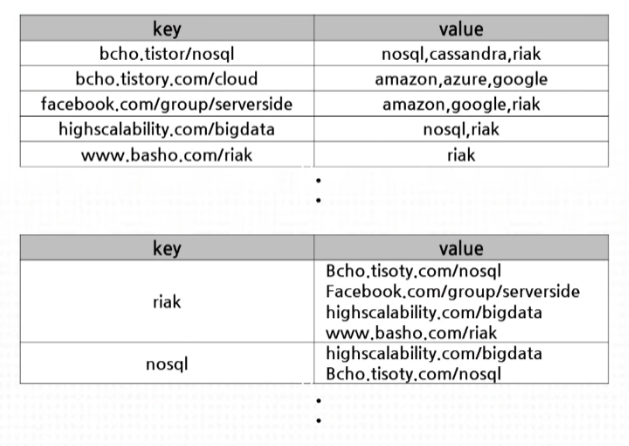 key value
bcho.tistor/nosql nosql,cassandra,riak
bcho.tistory.com/cloud amazon,azure,google
facebook.com/group/serverside amazon,google,riak
highscalability.com/bigdata nosql,riak
www.basho.com/riak riak
key value
riak
Bcho.tisoty.com/nosql
Facebook.com/group/serverside
highscalability.com/bigdata
www.basho.com/riak
nosql
highscalability.com/bigdata
Bcho.tisoty.com/nosql